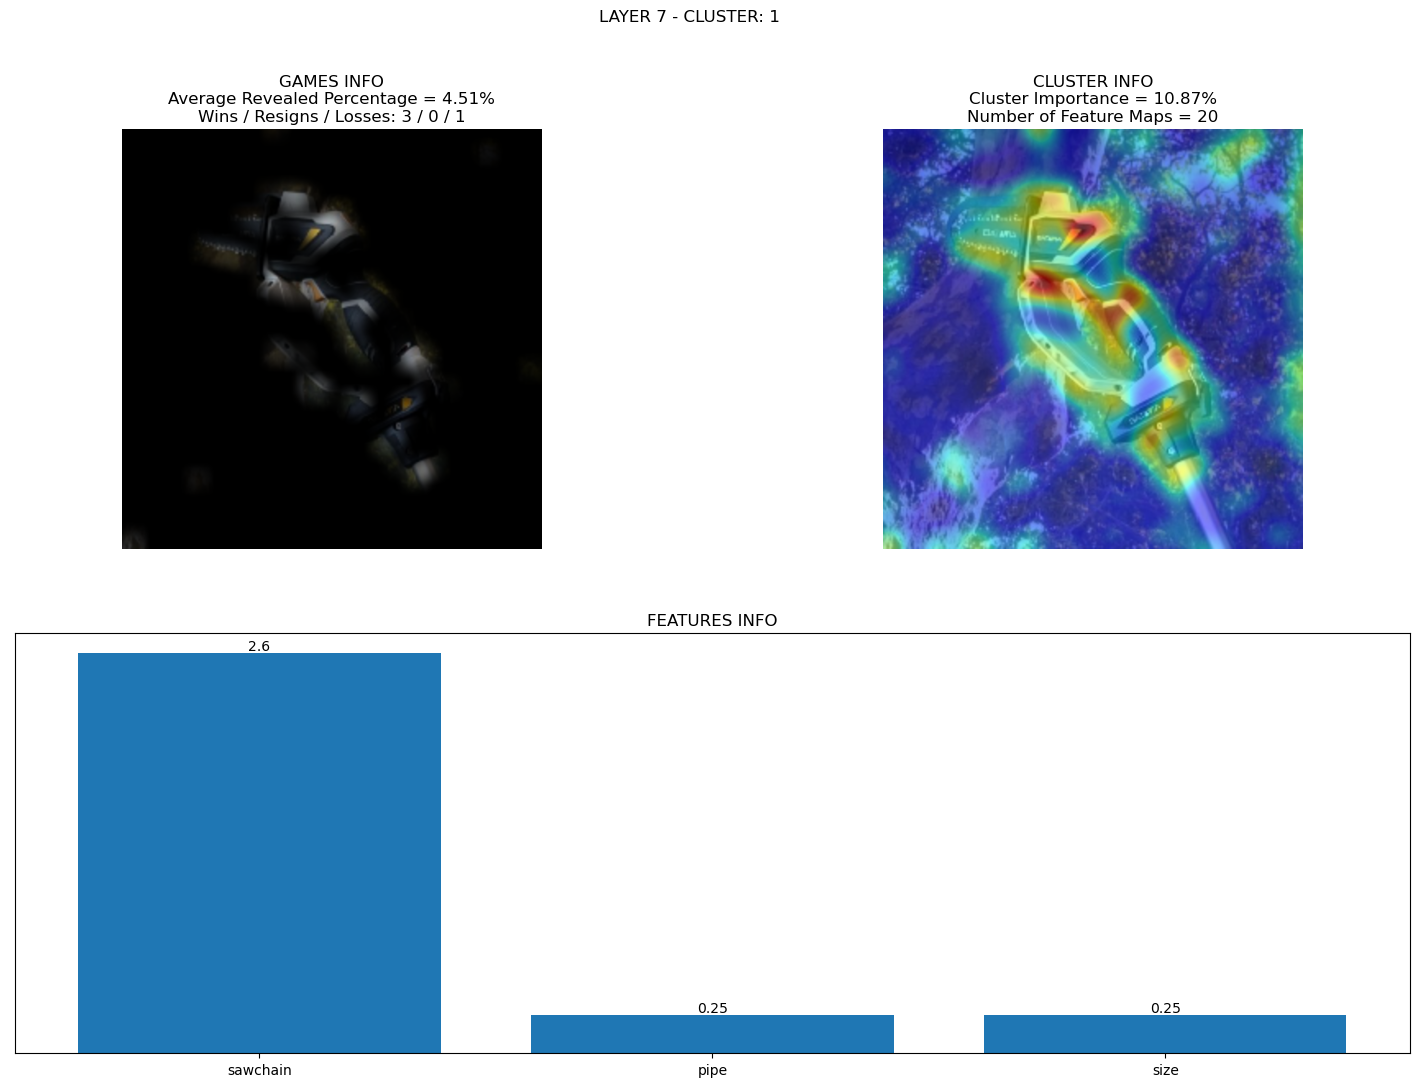 LAYER 7 - CLUSTER: 1
GAMES INFO
Average Revealed Percentage = 4.51%
Wins / Resigns / Losses: 3 / 0 / 1
CLUSTER INFO
Cluster Importance = 10.87%
Number of Feature Maps = 20
FEATURES INFO
2.6
0.25
0.25
sawchain
pipe
size